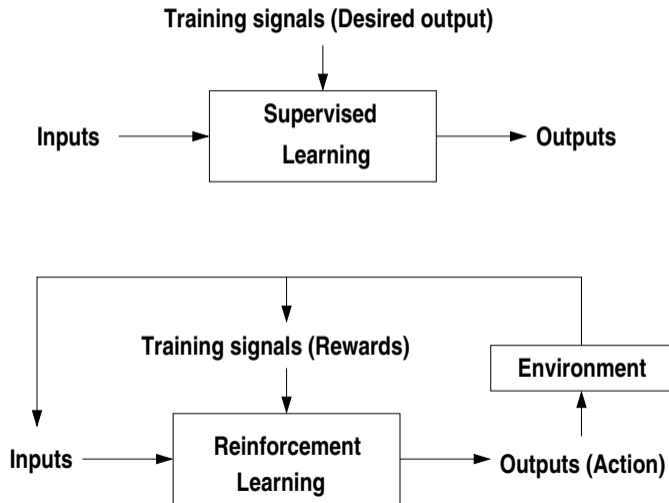 Training signals (Desired output)
Inputs
Supervised
Learning
Outputs
Training signals (Rewards)
Environment
Inputs
Reinforcement
Learning
Outputs (Action)